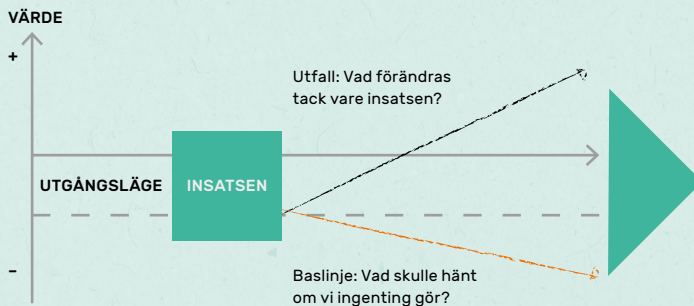 VÄRDE
+
Utfall: Vad förändras
tack vare insatsen?
UTGÅNGSLÄGE
INSATSEN
–
Baslinje: Vad skulle hänt
om vi ingenting gör?